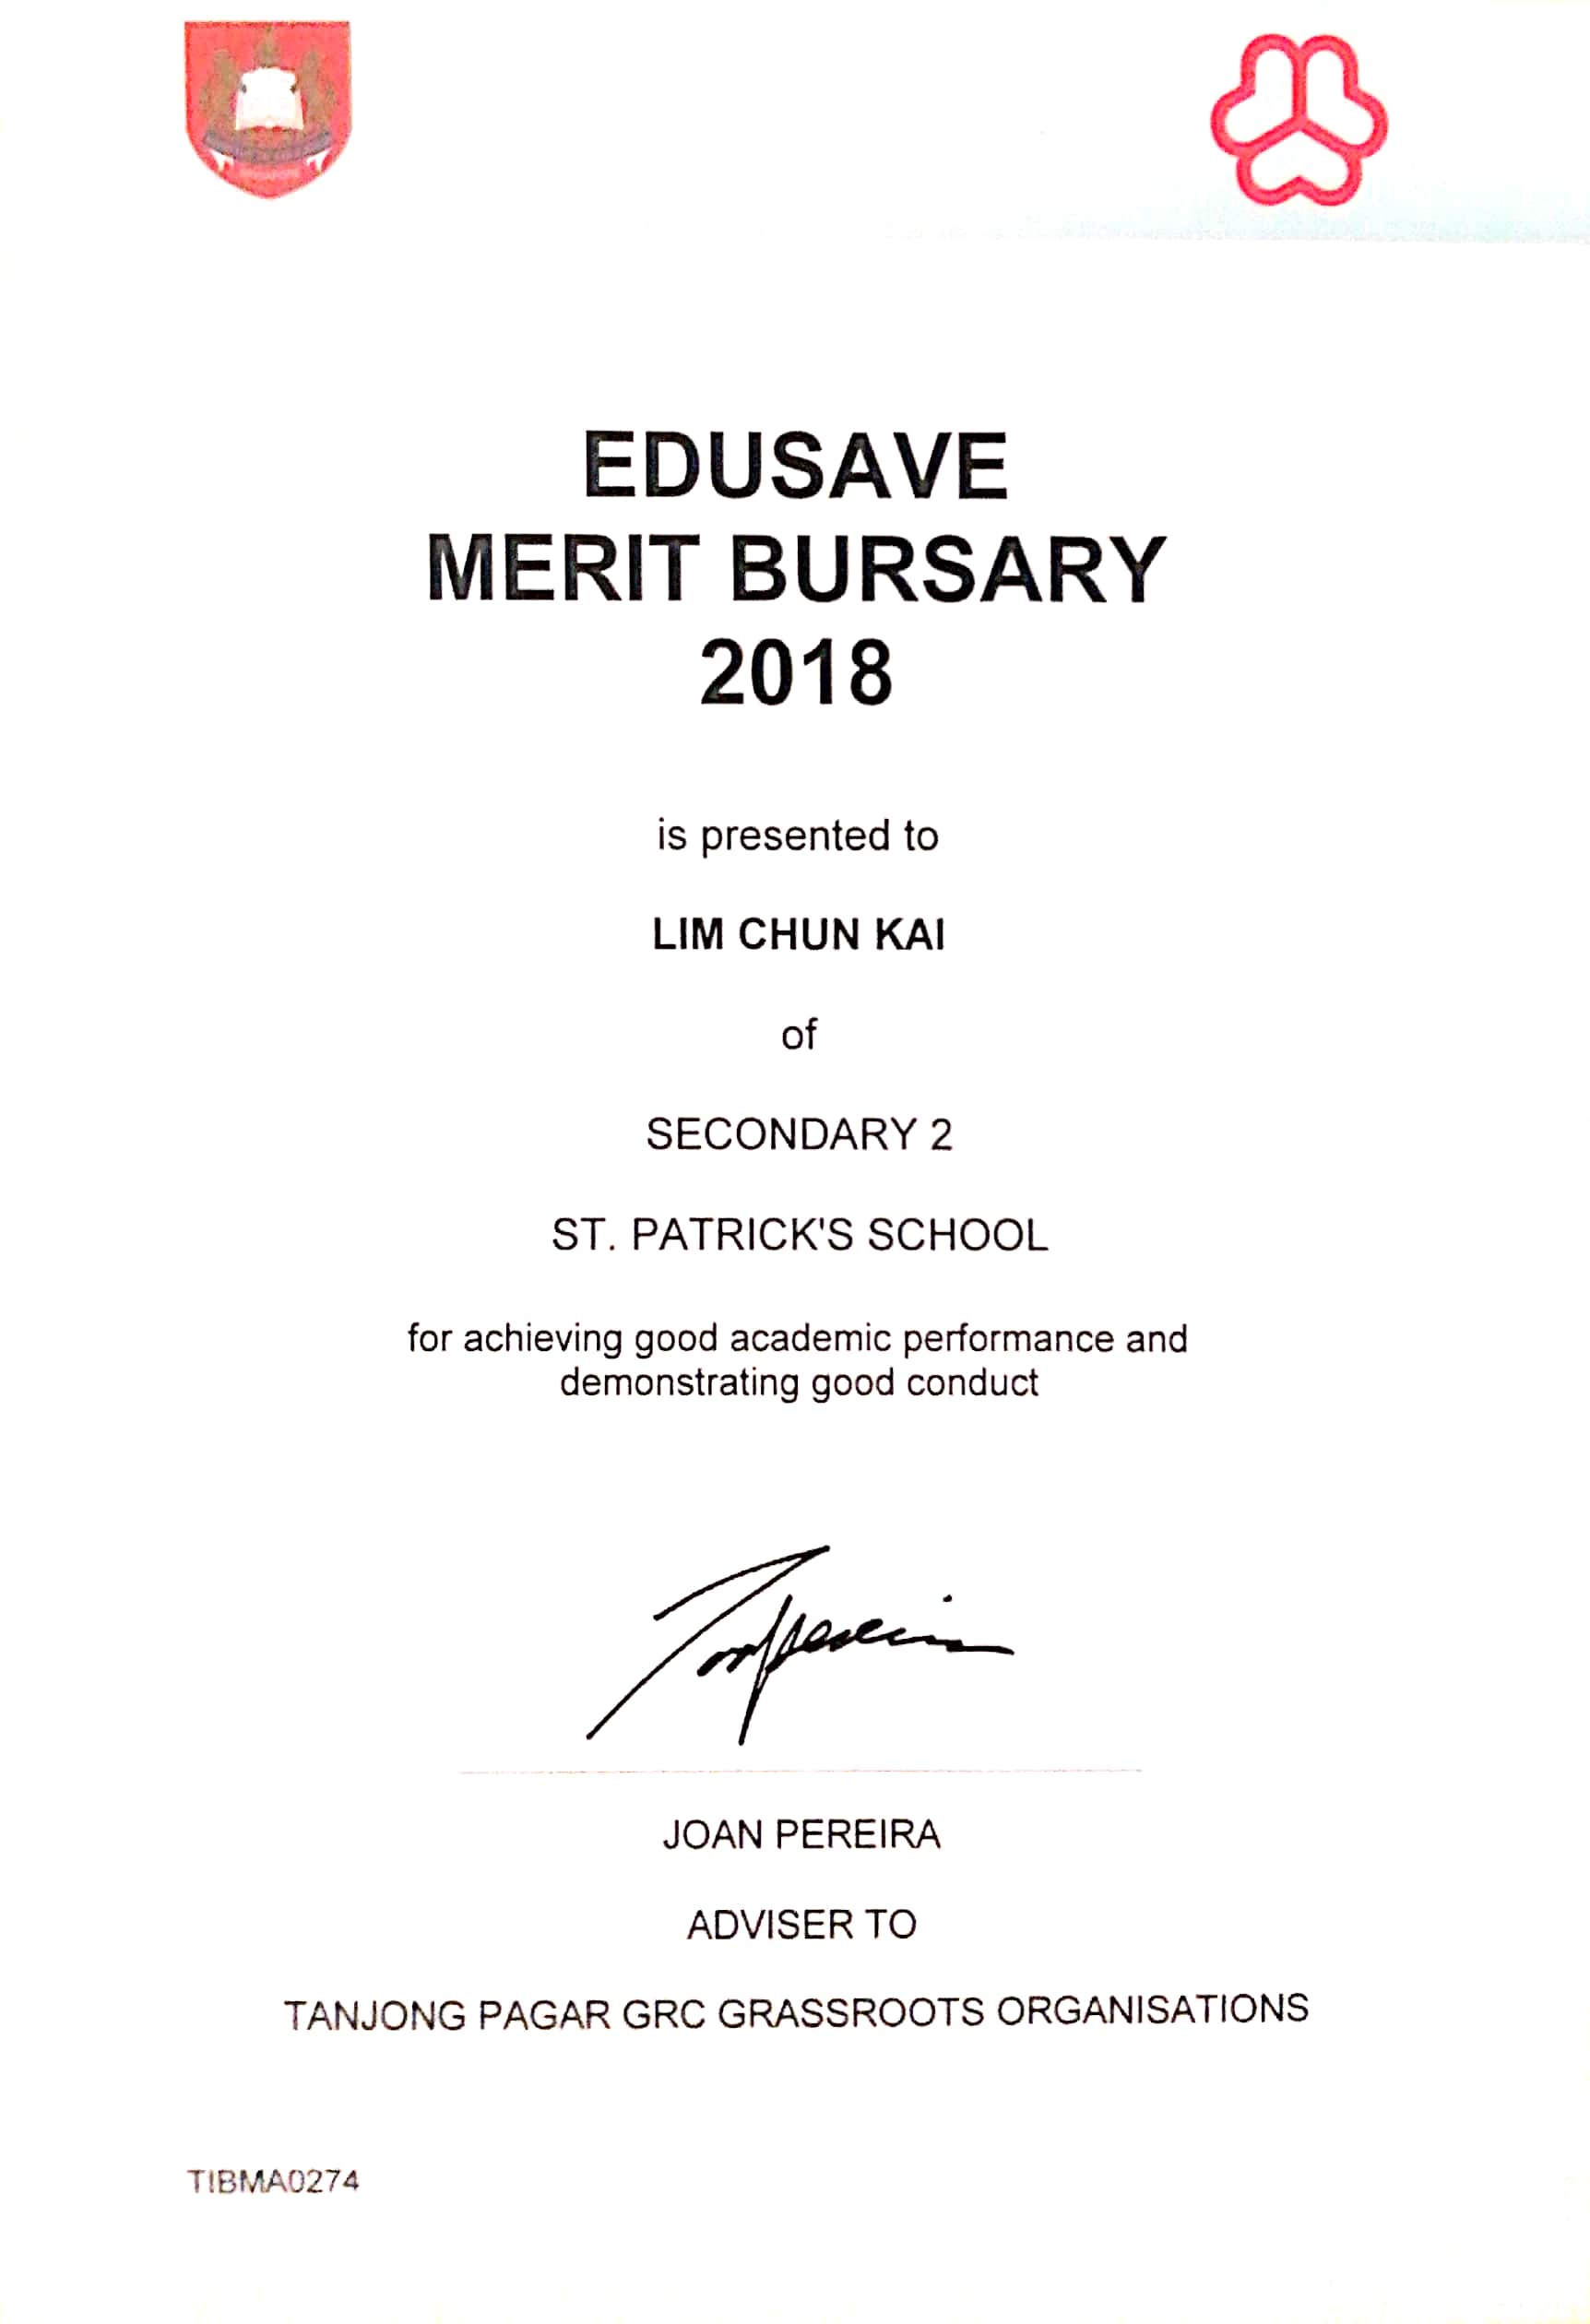 EDUSAVE
MERIT BURSARY
2018
is presented to
LIM CHUN KAI
of
SECONDARY 2
ST. PATRICK'S SCHOOL
for achieving good academic performance and
demonstrating good conduct
JOAN PEREIRA
ADVISER TO
TANJONG PAGAR GRC GRASSROOTS ORGANISATIONS
TIBMA0274